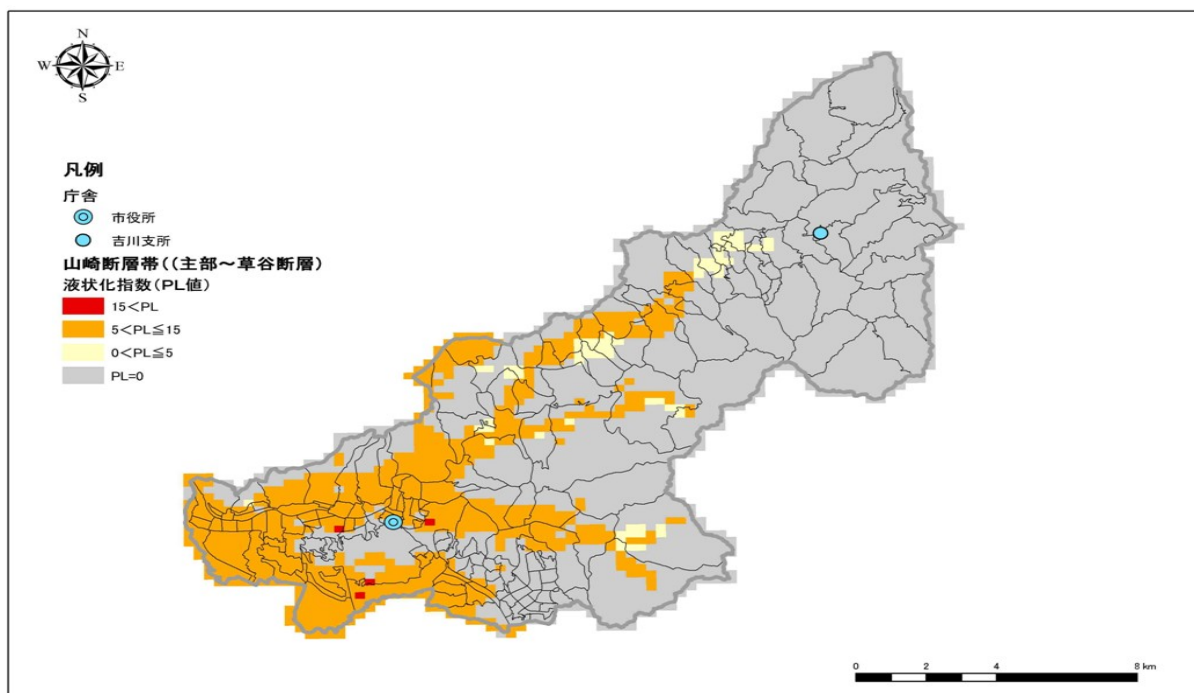 N
W E
S
凡例
庁舎
市役所
吉川支所
山崎断層帯((主部～草谷断層)
液状化指数(PL値)
15＜PL
5＜PL≦15
0＜PL≦5
PL=0
0 2 4 8 km